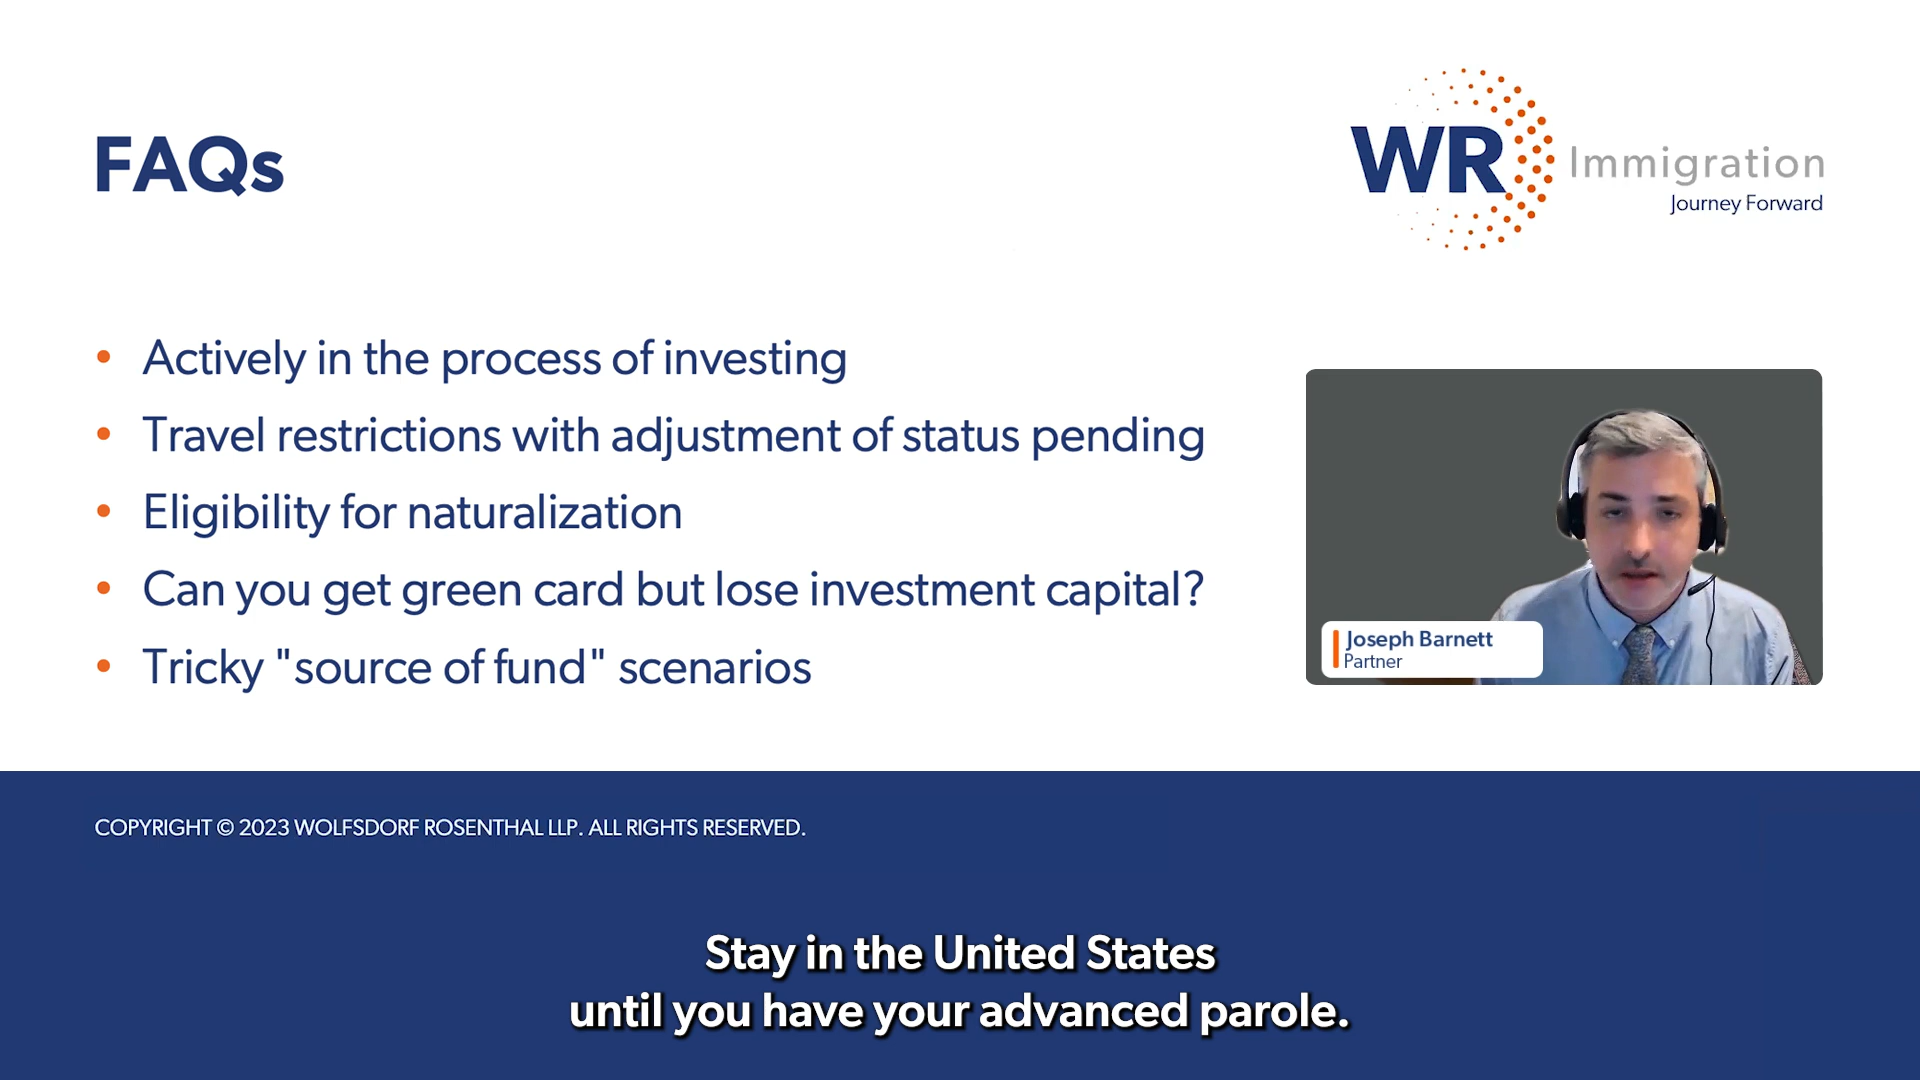 FAQs
WR Immigration
Journey Forward
• Actively in the process of investing
• Travel restrictions with adjustment of status pending
• Eligibility for naturalization
• Can you get green card but lose investment capital?
• Tricky "source of fund" scenarios
Joseph Barnett
Partner
COPYRIGHT © 2023 WOLFSDORF ROSENTHAL LLP. ALL RIGHTS RESERVED.
Stay in the United States
until you have your advanced parole.